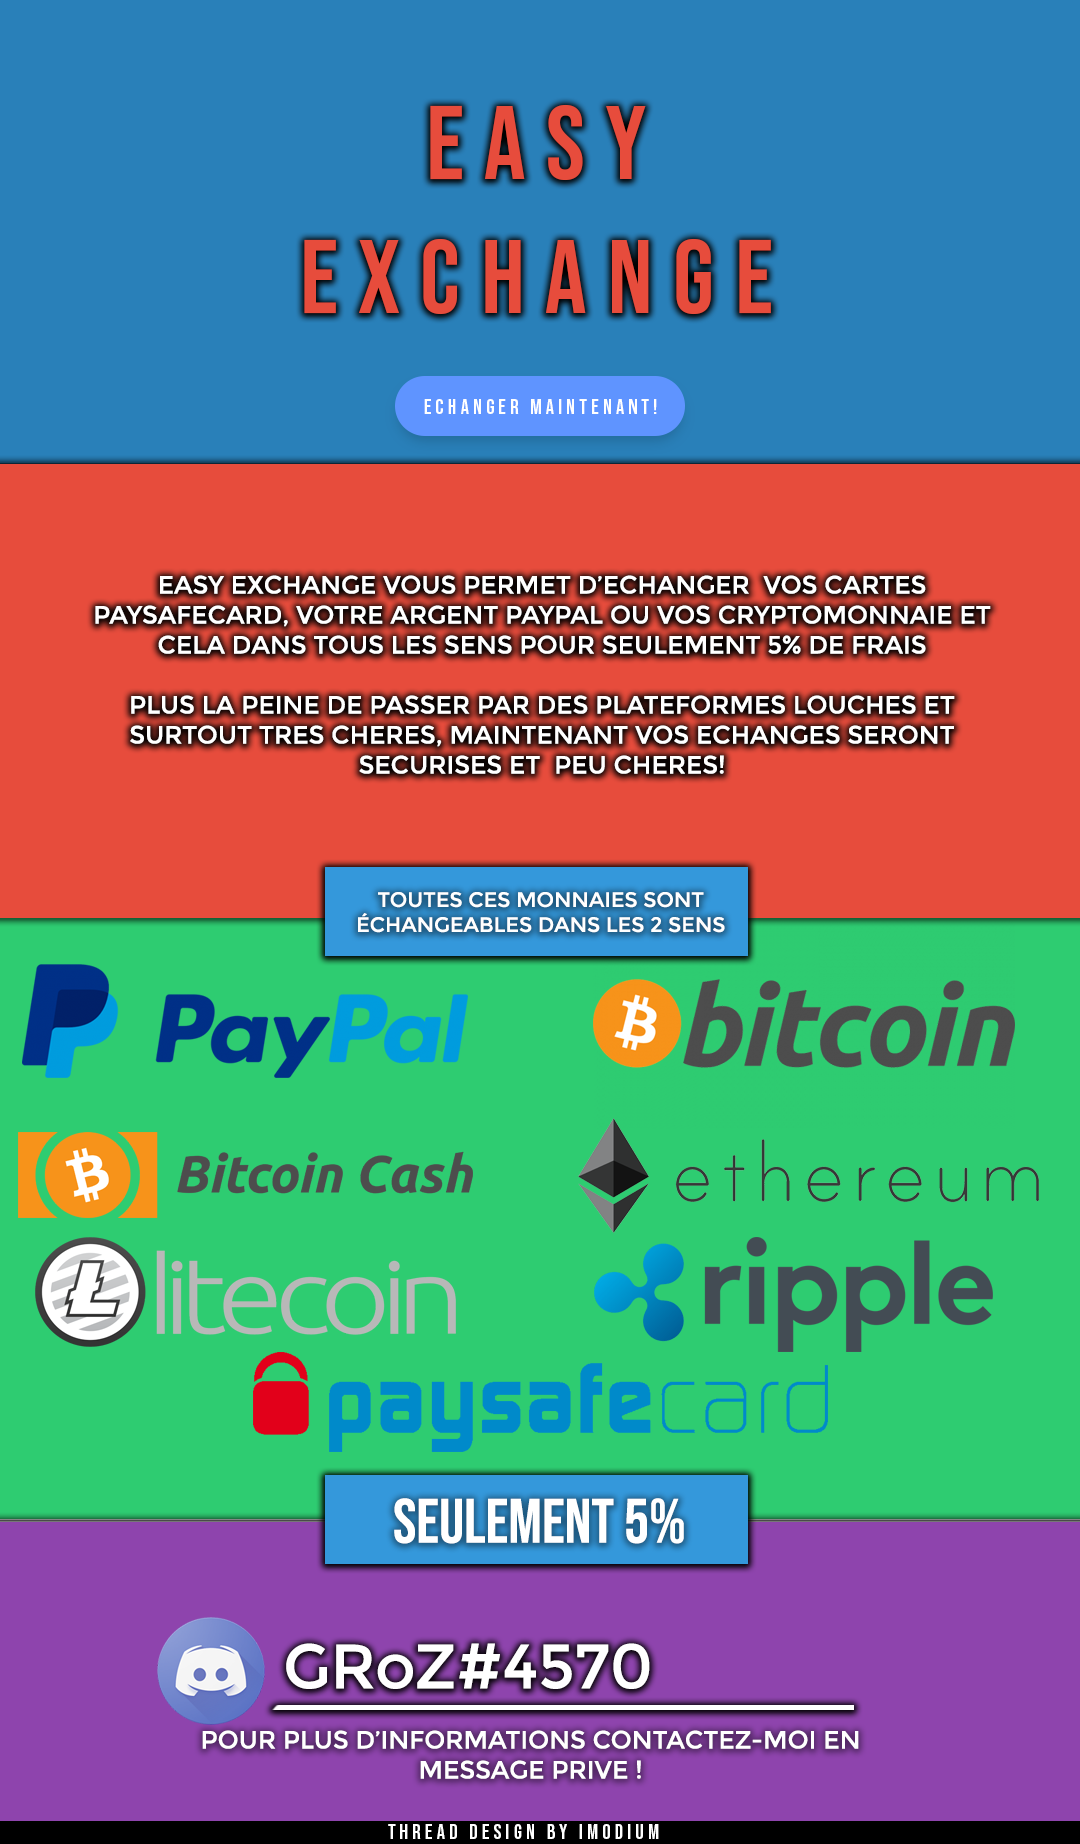 EASY
EXCHANGE
ECHANGER MAINTENANT!
EASY EXCHANGE VOUS PERMET D'ECHANGER VOS CARTES
PAYSAFECARD, VOTRE ARGENT PAYPAL OU VOS CRYPTOMONNAIE ET
CELA DANS TOUS LES SENS POUR SEULEMENT 5% DE FRAIS
PLUS LA PEINE DE PASSER PAR DES PLATEFORMES LOUCHES ET
SURTOUT TRES CHERES, MAINTENANT VOS ECHANGES SERONT
SECURISES ET PEU CHERES!
TOUTES CES MONNAIES SONT
ÉCHANGEABLES DANS LES 2 SENS
PayPal
bitcoin
Bitcoin Cash
ethereum
litecoin
ripple
paysafecard
SEULEMENT 5%
GRoZ#4570
POUR PLUS D'INFORMATIONS CONTACTEZ-MOI EN
MESSAGE PRIVE !
THREAD DESIGN BY IMODIUM